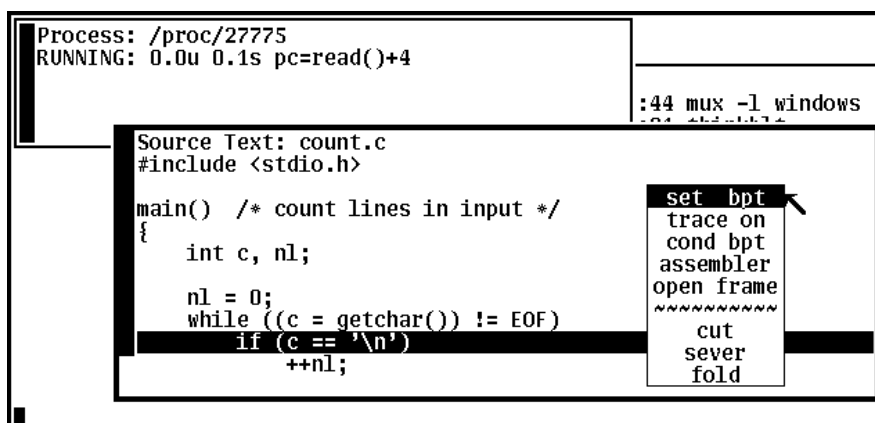 Process: /proc/27775
RUNNING: 0.0u 0.1s pc=read()+4
:44 mux -l windows
Source Text: count.c
#include <stdio.h>
main()  /* count lines in input */
{
    int c, nl;
    nl = 0;
    while ((c = getchar()) != EOF)
        if (c == '\n')
            ++nl;
set bpt
trace on
cond bpt
assembler
open frame
~~~~~~~~~~
cut
sever
fold